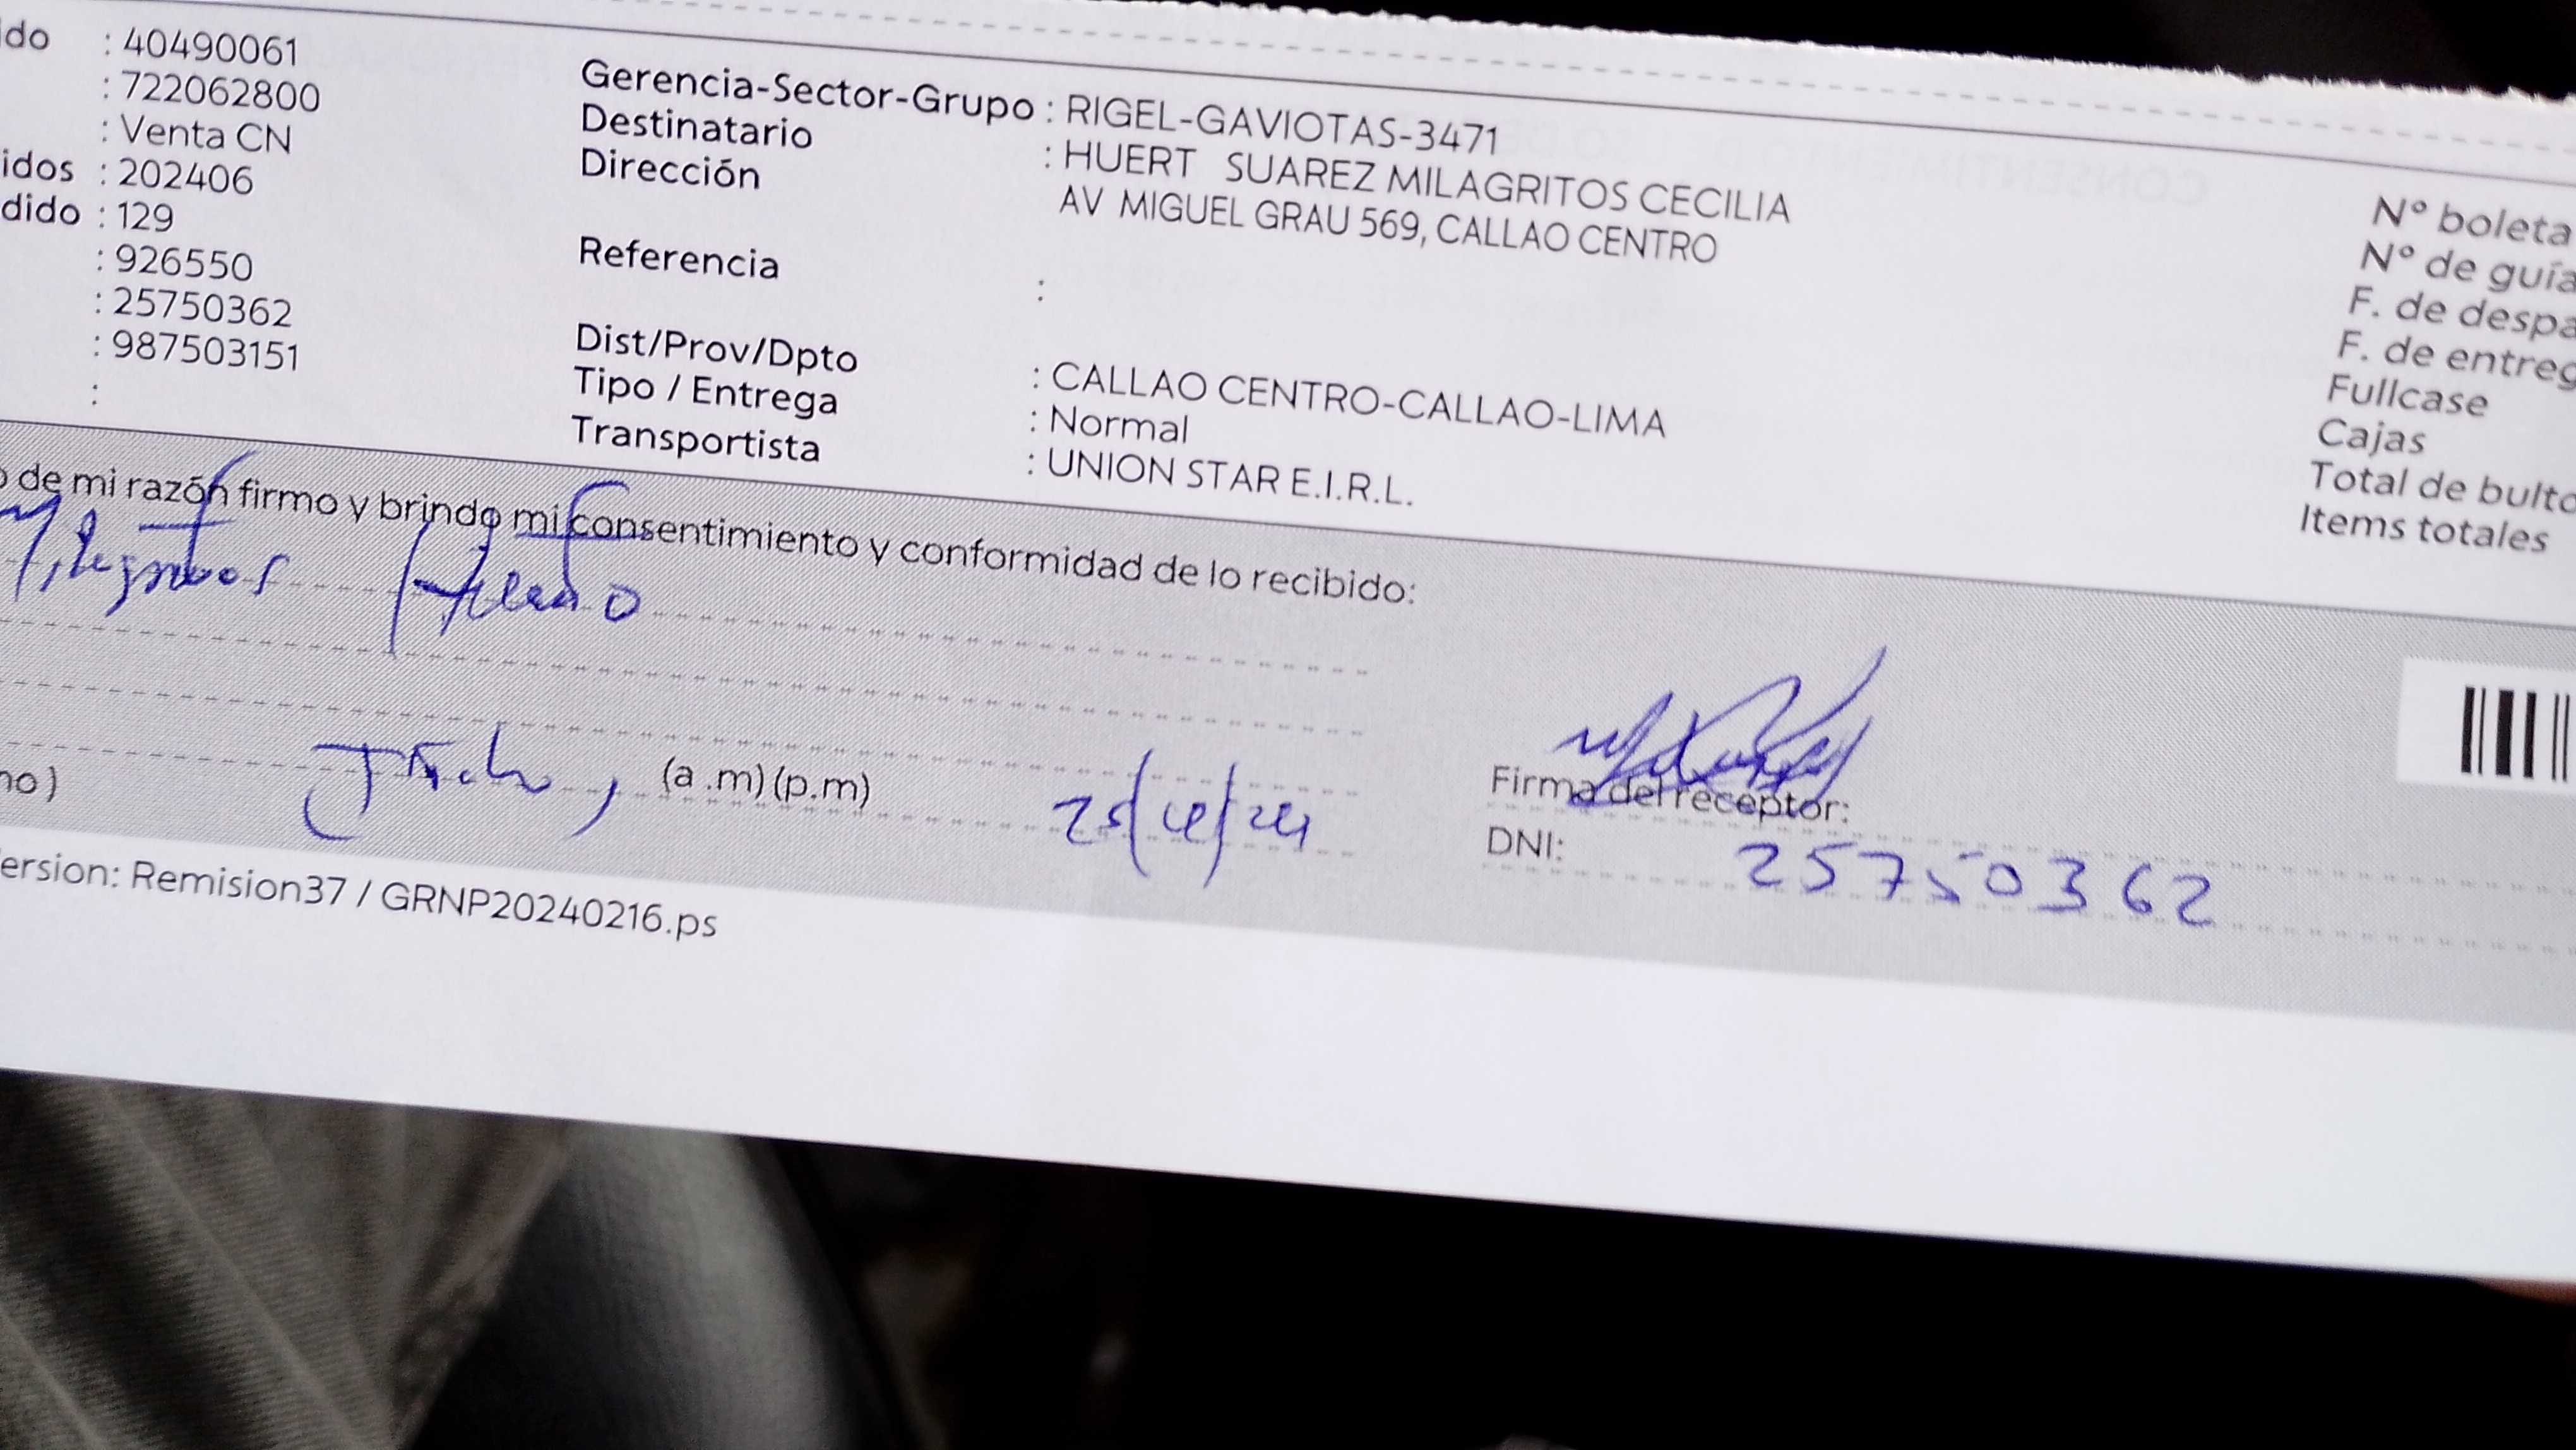 ido : 40490061
: 722062800
: Venta CN
idos : 202406
dido : 129
: 926550
: 25750362
: 987503151
:
Gerencia-Sector-Grupo : RIGEL-GAVIOTAS-3471
Destinatario : HUERT SUAREZ MILAGRITOS CECILIA
Dirección AV MIGUEL GRAU 569, CALLAO CENTRO
Referencia :
Dist/Prov/Dpto : CALLAO CENTRO-CALLAO-LIMA
Tipo / Entrega : Normal
Transportista : UNION STAR E.I.R.L.
Nº boleta
Nº de guía
F. de despa
F. de entreg
Fullcase
Cajas
Total de bulto
Items totales
o de mi razón firmo y brindo mi consentimiento y conformidad de lo recibido:
Milagritos
no) (a .m) (p.m)
Firma del receptor:
DNI: 25750362
ersion: Remision37 / GRNP20240216.ps